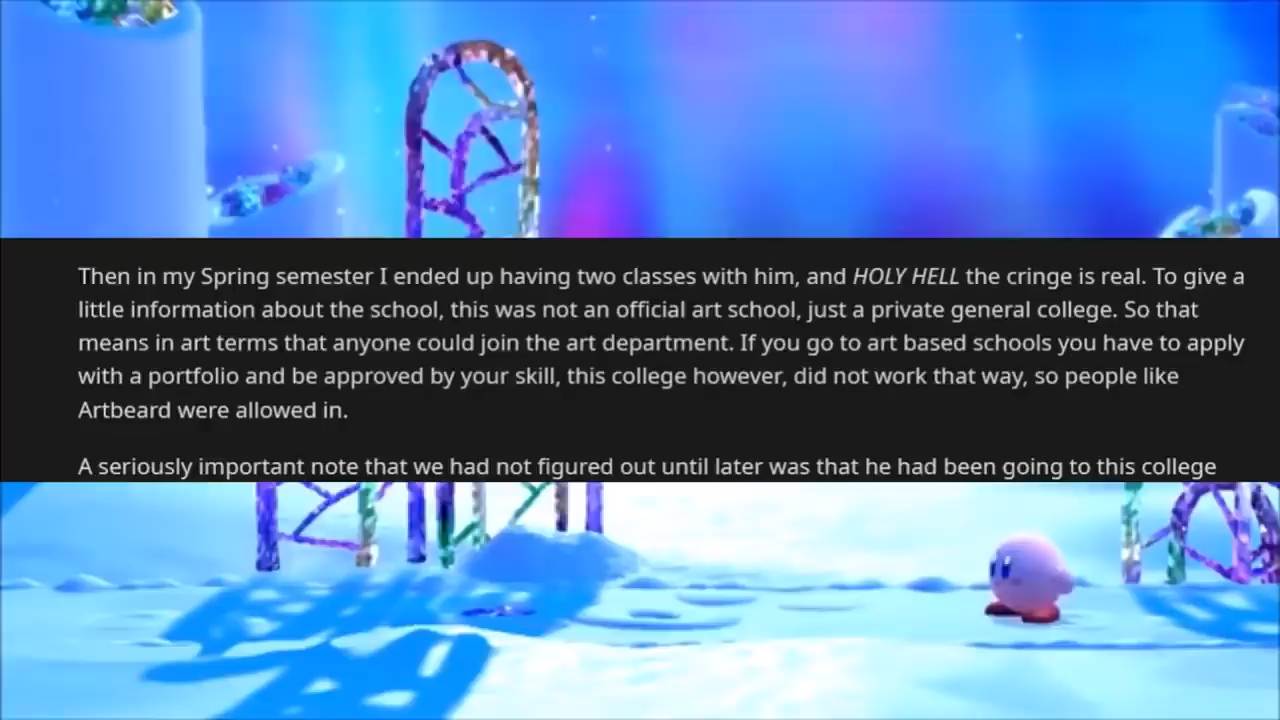 Then in my Spring semester I ended up having two classes with him, and HOLY HELL the cringe is real. To give a
little information about the school, this was not an official art school, just a private general college. So that
means in art terms that anyone could join the art department. If you go to art based schools you have to apply
with a portfolio and be approved by your skill, this college however, did not work that way, so people like
Artbeard were allowed in.
A seriously important note that we had not figured out until later was that he had been going to this college